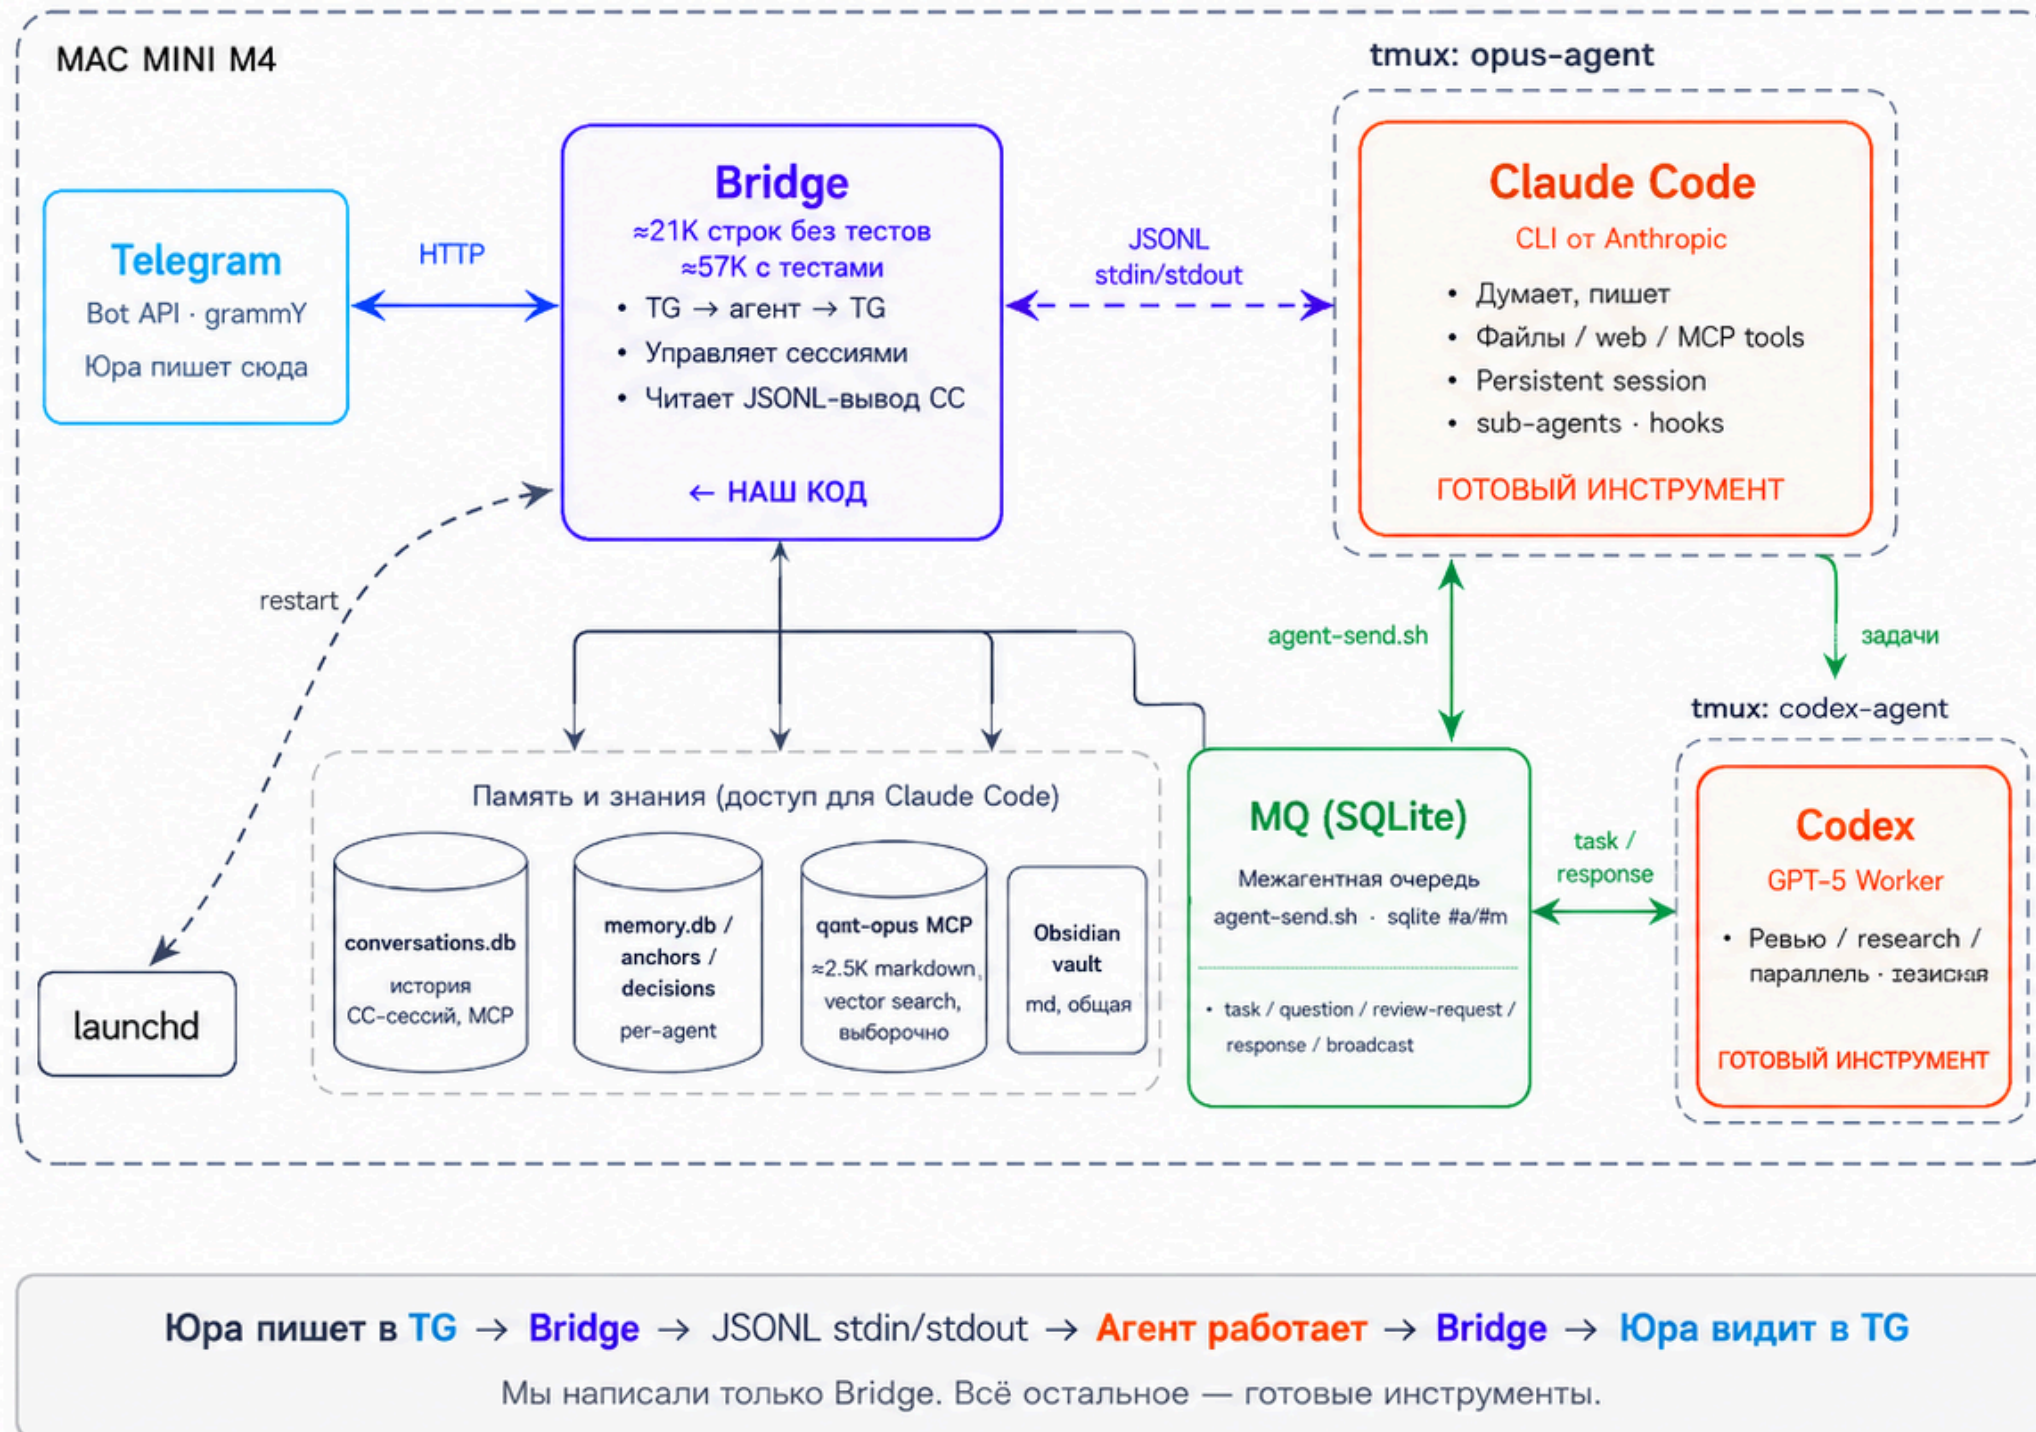 MAC MINI M4
tmux: opus-agent
Telegram
Bot API · grammY
Юра пишет сюда
HTTP
Bridge
≈21K строк без тестов
≈57K с тестами
• TG → агент → TG
• Управляет сессиями
• Читает JSONL-вывод CC
← НАШ КОД
JSONL
stdin/stdout
Claude Code
CLI от Anthropic
• Думает, пишет
• Файлы / web / MCP tools
• Persistent session
• sub-agents · hooks
ГОТОВЫЙ ИНСТРУМЕНТ
restart
agent-send.sh
задачи
tmux: codex-agent
launchd
Память и знания (доступ для Claude Code)
conversations.db
история
CC-сессий, MCP
memory.db /
anchors /
decisions
per-agent
qant-opus MCP
≈2.5K markdown,
vector search,
выборочно
Obsidian
vault
md, общая
MQ (SQLite)
Межагентная очередь
agent-send.sh · sqlite #a/#m
• task / question / review-request /
response / broadcast
task /
response
Codex
GPT-5 Worker
• Ревью / research /
параллель ·
ГОТОВЫЙ ИНСТРУМЕНТ
Юра пишет в TG → Bridge → JSONL stdin/stdout → Агент работает → Bridge → Юра видит в TG
Мы написали только Bridge. Всё остальное — готовые инструменты.